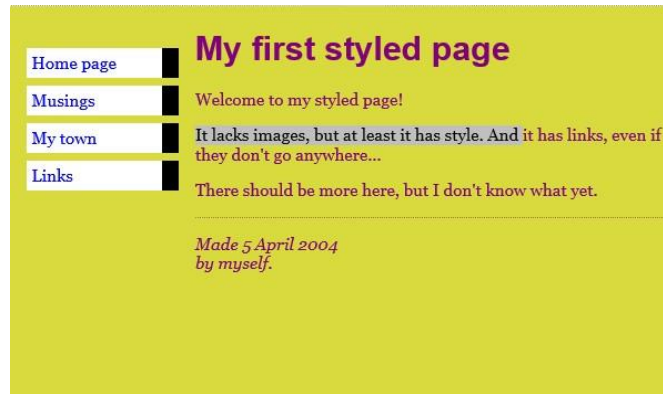 Home page
Musings
My town
Links
My first styled page
Welcome to my styled page!
It lacks images, but at least it has style. And it has links, even if
they don't go anywhere...
There should be more here, but I don't know what yet.
Made 5 April 2004
by myself.